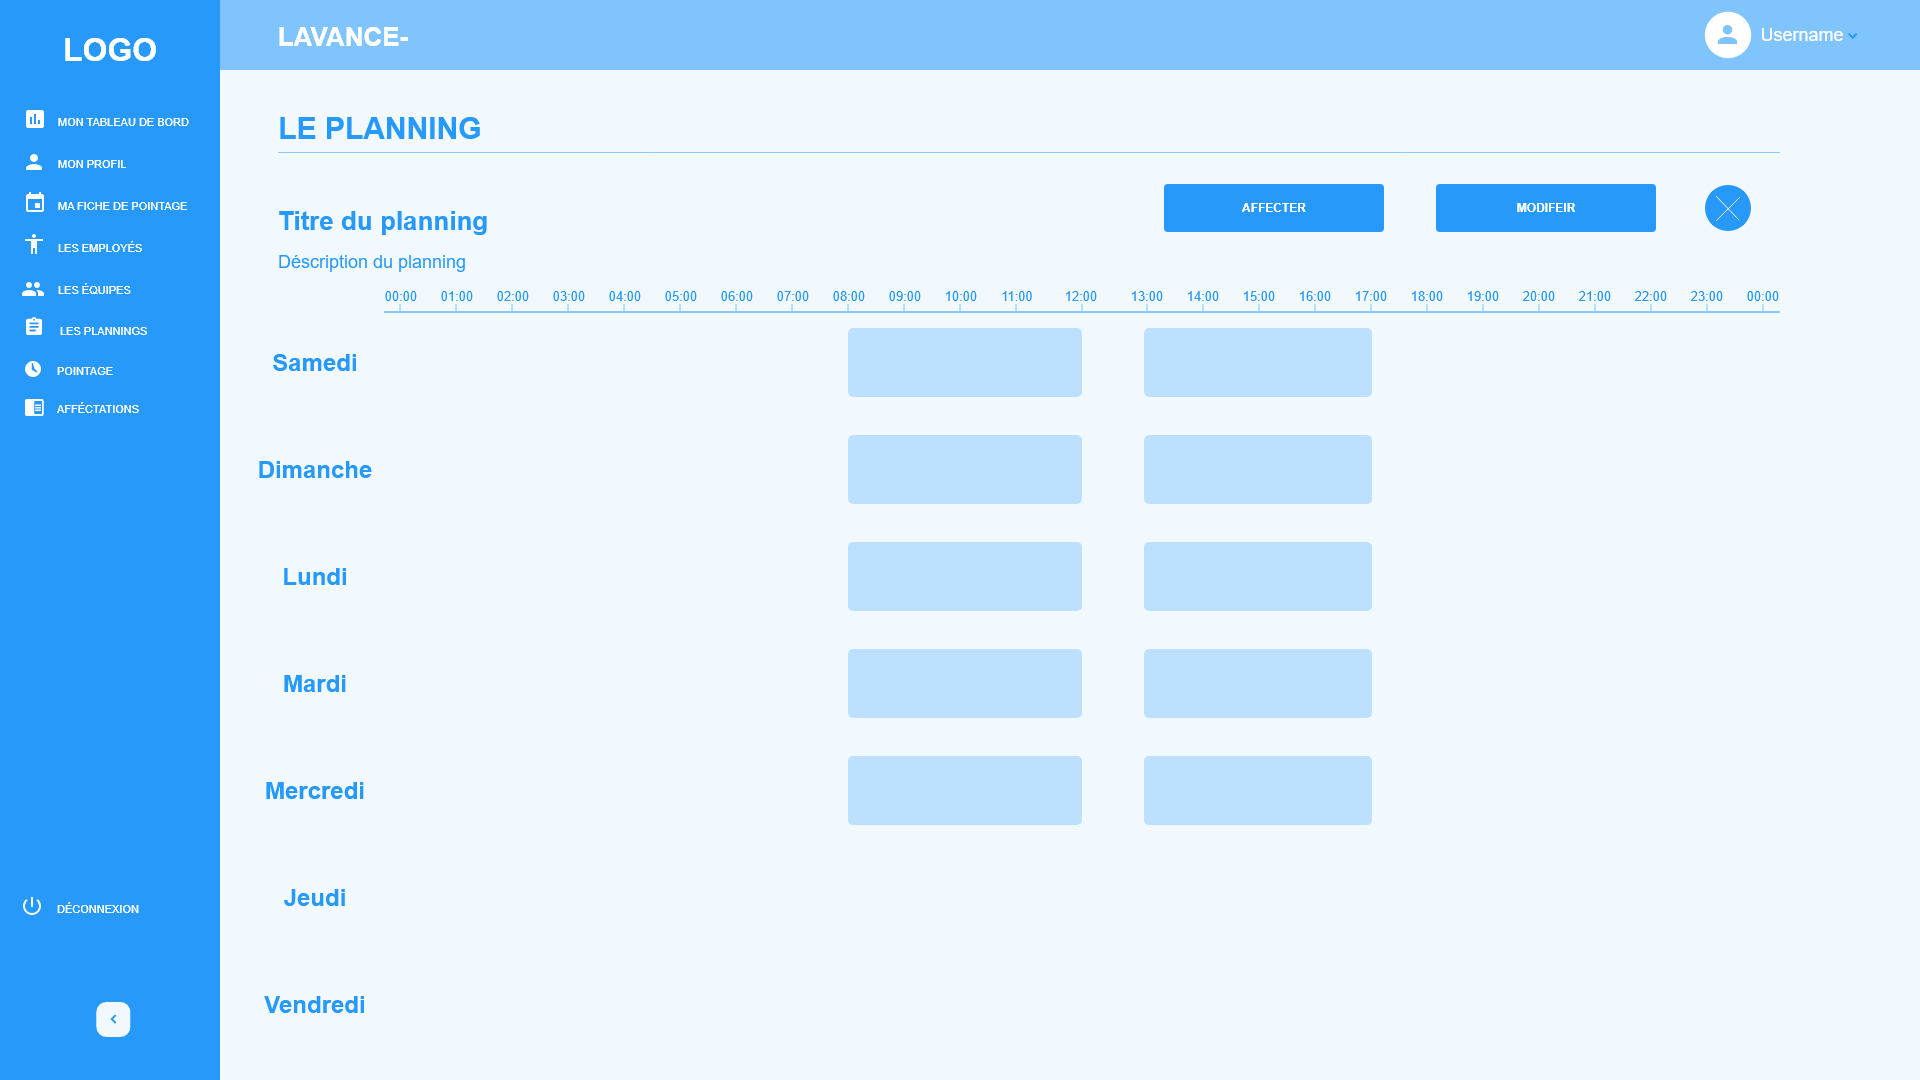 LOGO
MON TABLEAU DE BORD
MON PROFIL
MA FICHE DE POINTAGE
LES EMPLOYÉS
LES ÉQUIPES
LES PLANNINGS
POINTAGE
AFFÉCTATIONS
DÉCONNEXION
LAVANCE-
Username
LE PLANNING
Titre du planning
AFFECTER
MODIFEIR
Déscription du planning
00:00 01:00 02:00 03:00 04:00 05:00 06:00 07:00 08:00 09:00 10:00 11:00 12:00 13:00 14:00 15:00 16:00 17:00 18:00 19:00 20:00 21:00 22:00 23:00 00:00
Samedi
Dimanche
Lundi
Mardi
Mercredi
Jeudi
Vendredi